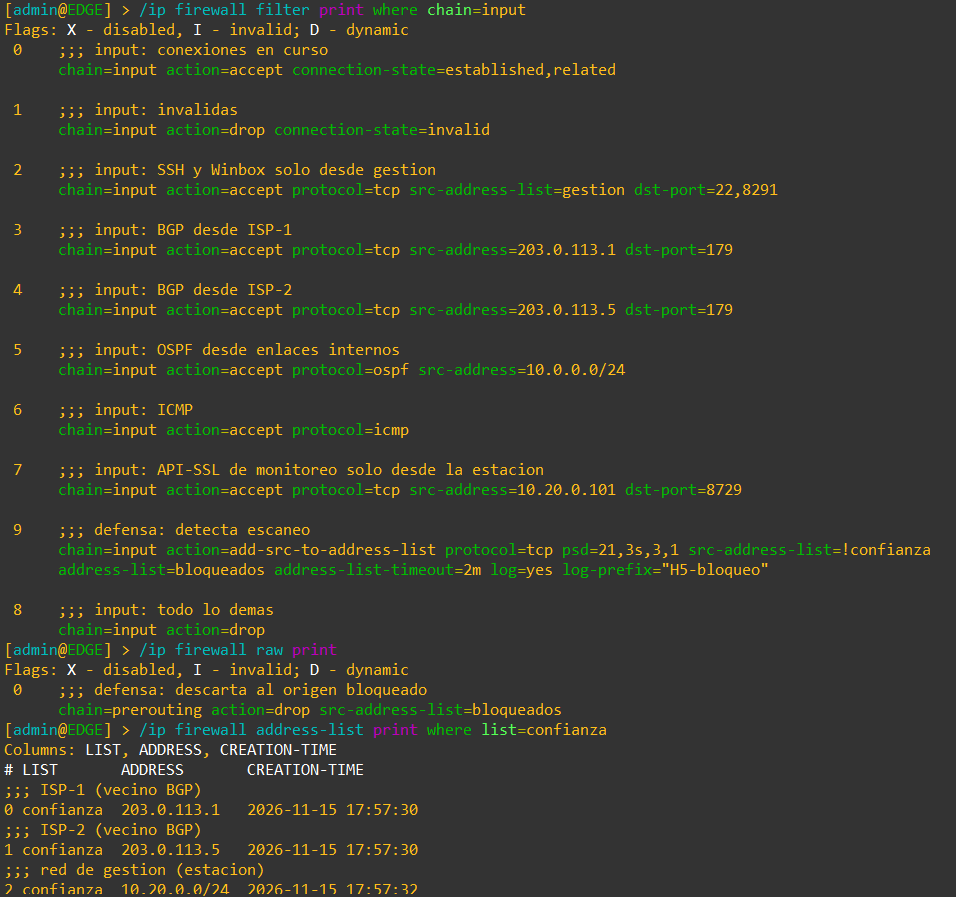 [admin@EDGE] > /ip firewall filter print where chain=input
Flags: X - disabled, I - invalid; D - dynamic
 0    ;;; input: conexiones en curso
      chain=input action=accept connection-state=established,related

 1    ;;; input: invalidas
      chain=input action=drop connection-state=invalid

 2    ;;; input: SSH y Winbox solo desde gestion
      chain=input action=accept protocol=tcp src-address-list=gestion dst-port=22,8291

 3    ;;; input: BGP desde ISP-1
      chain=input action=accept protocol=tcp src-address=203.0.113.1 dst-port=179

 4    ;;; input: BGP desde ISP-2
      chain=input action=accept protocol=tcp src-address=203.0.113.5 dst-port=179

 5    ;;; input: OSPF desde enlaces internos
      chain=input action=accept protocol=ospf src-address=10.0.0.0/24

 6    ;;; input: ICMP
      chain=input action=accept protocol=icmp

 7    ;;; input: API-SSL de monitoreo solo desde la estacion
      chain=input action=accept protocol=tcp src-address=10.20.0.101 dst-port=8729

 9    ;;; defensa: detecta escaneo
      chain=input action=add-src-to-address-list protocol=tcp psd=21,3s,3,1 src-address-list=!confianza
      address-list=bloqueados address-list-timeout=2m log=yes log-prefix="H5-bloqueo"

 8    ;;; input: todo lo demas
      chain=input action=drop
[admin@EDGE] > /ip firewall raw print
Flags: X - disabled, I - invalid; D - dynamic
 0    ;;; defensa: descarta al origen bloqueado
      chain=prerouting action=drop src-address-list=bloqueados
[admin@EDGE] > /ip firewall address-list print where list=confianza
Columns: LIST, ADDRESS, CREATION-TIME
# LIST       ADDRESS       CREATION-TIME
;;; ISP-1 (vecino BGP)
0 confianza  203.0.113.1   2026-11-15 17:57:30
;;; ISP-2 (vecino BGP)
1 confianza  203.0.113.5   2026-11-15 17:57:30
;;; red de gestion (estacion)
2 confianza  10.20.0.0/24  2026-11-15 17:57:32